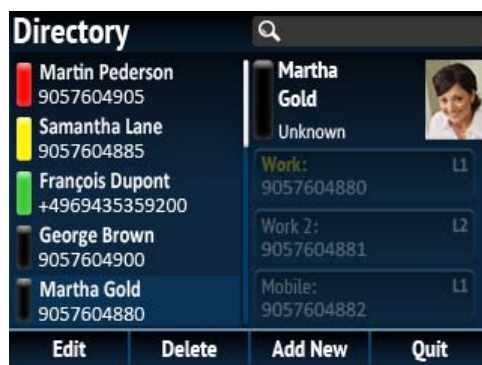 Directory
Martin Pederson
9057604905
Samantha Lane
9057604885
François Dupont
+4969435359200
George Brown
9057604900
Martha Gold
9057604880
Martha
Gold
Unknown
Work: L1
9057604880
Work 2: L2
9057604881
Mobile: L1
9057604882
Edit Delete Add New Quit